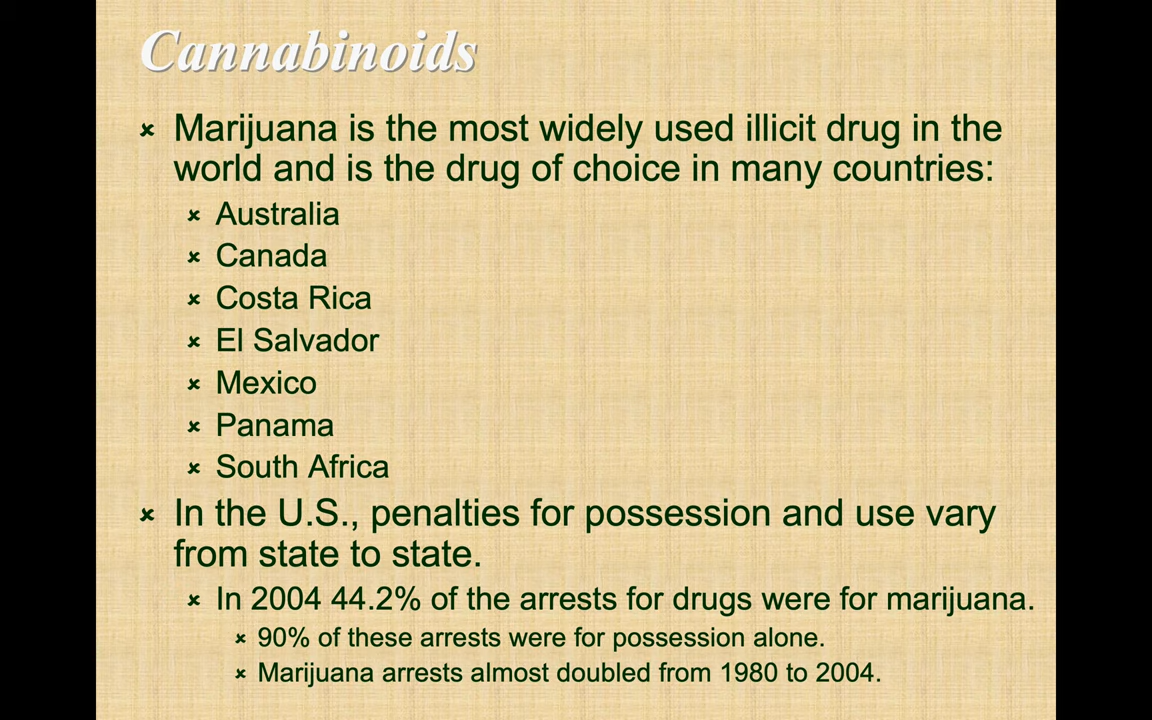 Cannabinoids
Marijuana is the most widely used illicit drug in the
world and is the drug of choice in many countries:
Australia
Canada
Costa Rica
El Salvador
Mexico
Panama
South Africa
In the U.S., penalties for possession and use vary
from state to state.
In 2004 44.2% of the arrests for drugs were for marijuana.
90% of these arrests were for possession alone.
Marijuana arrests almost doubled from 1980 to 2004.